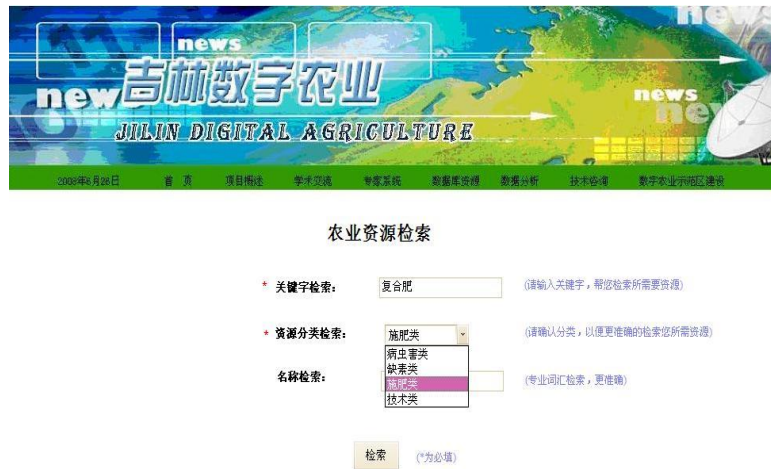 news
news
吉林数字农业
new
news
new
JILIN DIGITAL AGRICULTURE
2008年6月28日 首 页 项目概述 学术交流 专家系统 数据库资源 数据分析 技术咨询 数字农业示范区建设
农业资源检索
* 关键字检索: 复合肥 (请输入关键字,帮您检索所需要资源)
* 资源分类检索: 施肥类 (请确认分类,以便更准确的检索您所需资源)
病虫害类
缺素类
名称检索: 施肥类 (专业词汇检索,更准确)
技术类
检索 (*为必填)